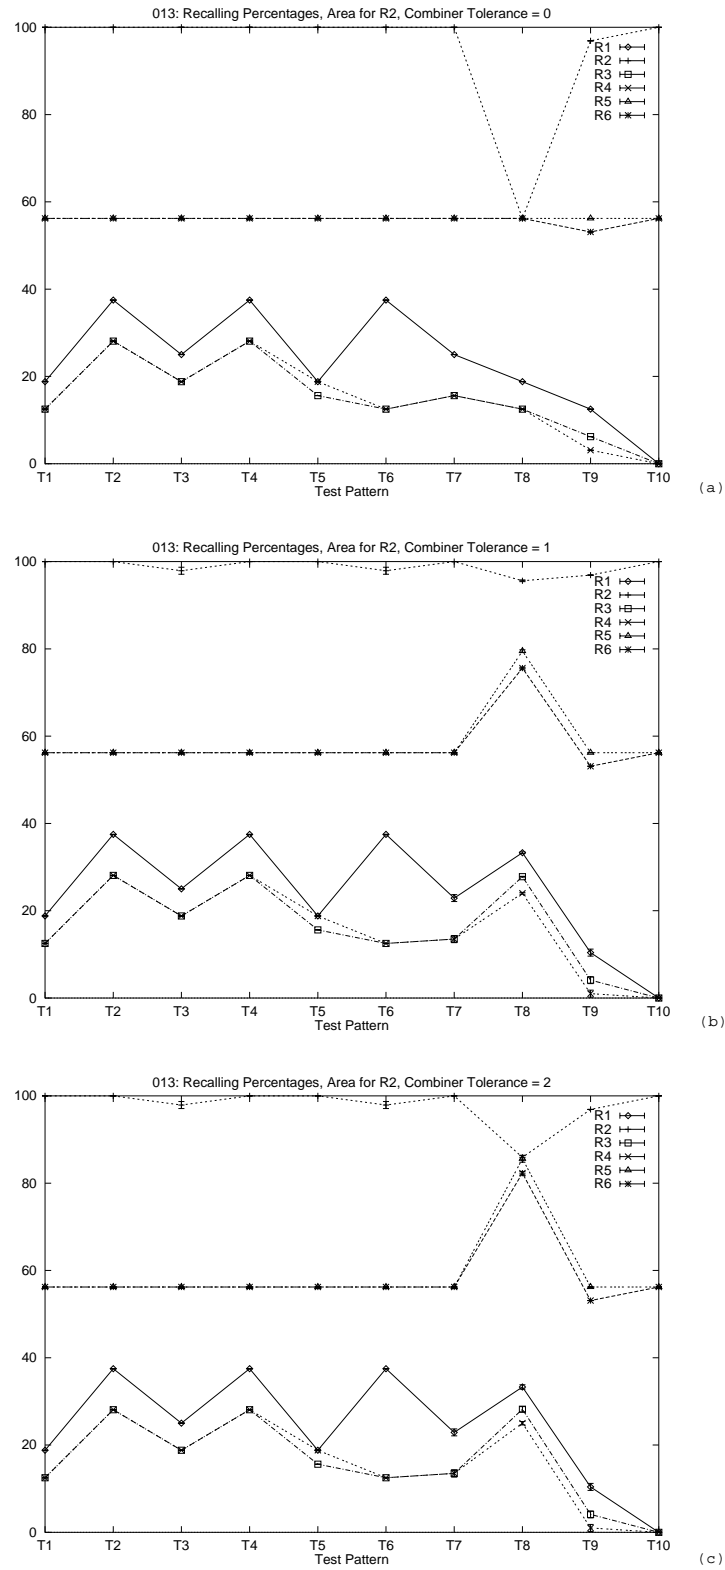 013: Recalling Percentages, Area for R2, Combiner Tolerance = 0
100
80
60
40
20
0
R1
R2
R3
R4
R5
R6
T1 T2 T3 T4 T5 T6 T7 T8 T9 T10
Test Pattern
(a)
013: Recalling Percentages, Area for R2, Combiner Tolerance = 1
100
80
60
40
20
0
R1
R2
R3
R4
R5
R6
T1 T2 T3 T4 T5 T6 T7 T8 T9 T10
Test Pattern
(b)
013: Recalling Percentages, Area for R2, Combiner Tolerance = 2
100
80
60
40
20
0
R1
R2
R3
R4
R5
R6
T1 T2 T3 T4 T5 T6 T7 T8 T9 T10
Test Pattern
(c)